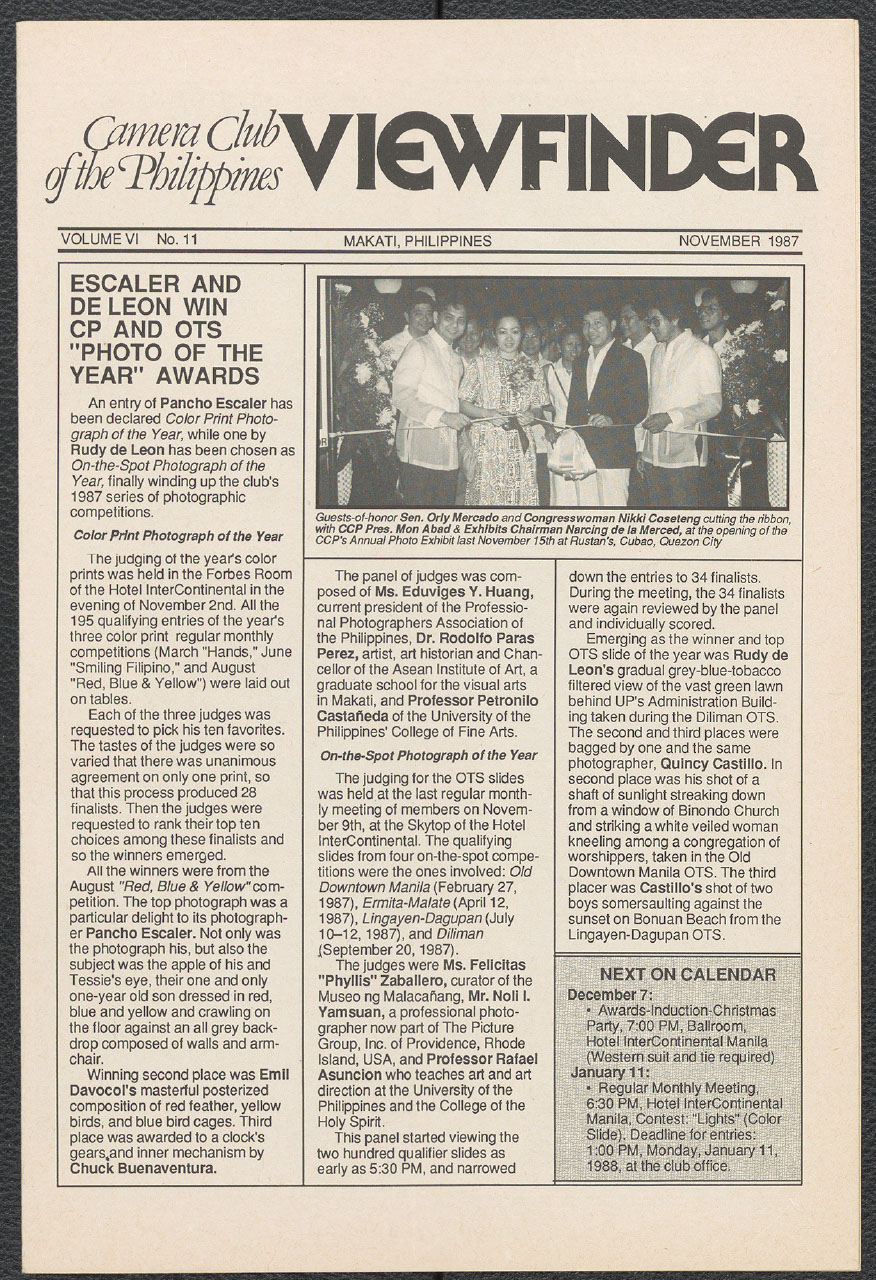 Camera Club
of the Philippines
VIEWFINDER
VOLUME VI No. 11
MAKATI, PHILIPPINES
NOVEMBER 1987
ESCALER AND
DE LEON WIN
CP AND OTS
"PHOTO OF THE
YEAR" AWARDS
An entry of Pancho Escaler has
been declared Color Print Photo-
graph of the Year, while one by
Rudy de Leon has been chosen as
On-the-Spot Photograph of the
Year, finally winding up the club's
1987 series of photographic
competitions.
Color Print Photograph of the Year
The judging of the year's color
prints was held in the Forbes Room
of the Hotel InterContinental in the
evening of November 2nd. All the
195 qualifying entries of the year's
three color print regular monthly
competitions (March "Hands," June
"Smiling Filipino," and August
"Red, Blue & Yellow") were laid out
on tables.
Each of the three judges was
requested to pick his ten favorites.
The tastes of the judges were so
varied that there was unanimous
agreement on only one print, so
that this process produced 28
finalists. Then the judges were
requested to rank their top ten
choices among these finalists and
so the winners emerged.
All the winners were from the
August "Red, Blue & Yellow" com-
petition. The top photograph was a
particular delight to its photograph-
er Pancho Escaler. Not only was
the photograph his, but also the
subject was the apple of his and
Tessie's eye, their one and only
one-year old son dressed in red,
blue and yellow and crawling on
the floor against an all grey back-
drop composed of walls and arm-
chair.
Winning second place was Emil
Davocol's masterful posterized
composition of red feather, yellow
birds, and blue bird cages. Third
place was awarded to a clock's
gears and inner mechanism by
Chuck Buenaventura.
Guests-of-honor Sen. Orly Mercado and Congresswoman Nikki Coseteng cutting the ribbon,
with CCP Pres. Mon Abad & Exhibits Chairman Narcing de la Merced, at the opening of the
CCP's Annual Photo Exhibit last November 15th at Rustan's, Cubao, Quezon City
The panel of judges was com-
posed of Ms. Eduviges Y. Huang,
current president of the Professio-
nal Photographers Association of
the Philippines, Dr. Rodolfo Paras
Perez, artist, art historian and Chan-
cellor of the Asean Institute of Art, a
graduate school for the visual arts
in Makati, and Professor Petronilo
Castañeda of the University of the
Philippines' College of Fine Arts.
On-the-Spot Photograph of the Year
The judging for the OTS slides
was held at the last regular month-
ly meeting of members on Novem-
ber 9th, at the Skytop of the Hotel
InterContinental. The qualifying
slides from four on-the-spot compe-
titions were the ones involved: Old
Downtown Manila (February 27,
1987), Ermita-Malate (April 12,
1987), Lingayen-Dagupan (July
10–12, 1987), and Diliman
(September 20, 1987).
The judges were Ms. Felicitas
"Phyllis" Zaballero, curator of the
Museo ng Malacañang, Mr. Noli I.
Yamsuan, a professional photo-
grapher now part of The Picture
Group, Inc. of Providence, Rhode
Island, USA, and Professor Rafael
Asuncion who teaches art and art
direction at the University of the
Philippines and the College of the
Holy Spirit.
This panel started viewing the
two hundred qualifier slides as
early as 5:30 PM, and narrowed
down the entries to 34 finalists.
During the meeting, the 34 finalists
were again reviewed by the panel
and individually scored.
Emerging as the winner and top
OTS slide of the year was Rudy de
Leon's gradual grey-blue-tobacco
filtered view of the vast green lawn
behind UP's Administration Build-
ing taken during the Diliman OTS.
The second and third places were
bagged by one and the same
photographer, Quincy Castillo. In
second place was his shot of a
shaft of sunlight streaking down
from a window of Binondo Church
and striking a white veiled woman
kneeling among a congregation of
worshippers, taken in the Old
Downtown Manila OTS. The third
placer was Castillo's shot of two
boys somersaulting against the
sunset on Bonuan Beach from the
Lingayen-Dagupan OTS.
NEXT ON CALENDAR
December 7:
• Awards-Induction-Christmas
Party, 7:00 PM, Ballroom,
Hotel InterContinental Manila
(Western suit and tie required)
January 11:
• Regular Monthly Meeting,
6:30 PM, Hotel InterContinental
Manila, Contest: "Lights" (Color
Slide). Deadline for entries:
1:00 PM, Monday, January 11,
1988, at the club office.